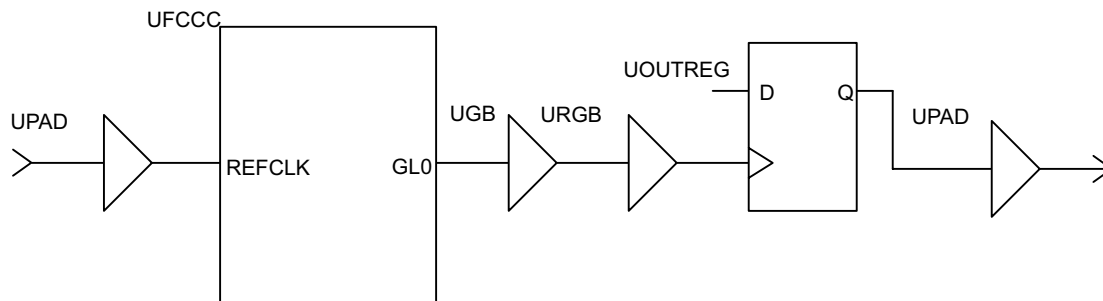 UFCCC
UOUTREG
D
Q
UPAD
UGB
URGB
UPAD
REFCLK
GL0